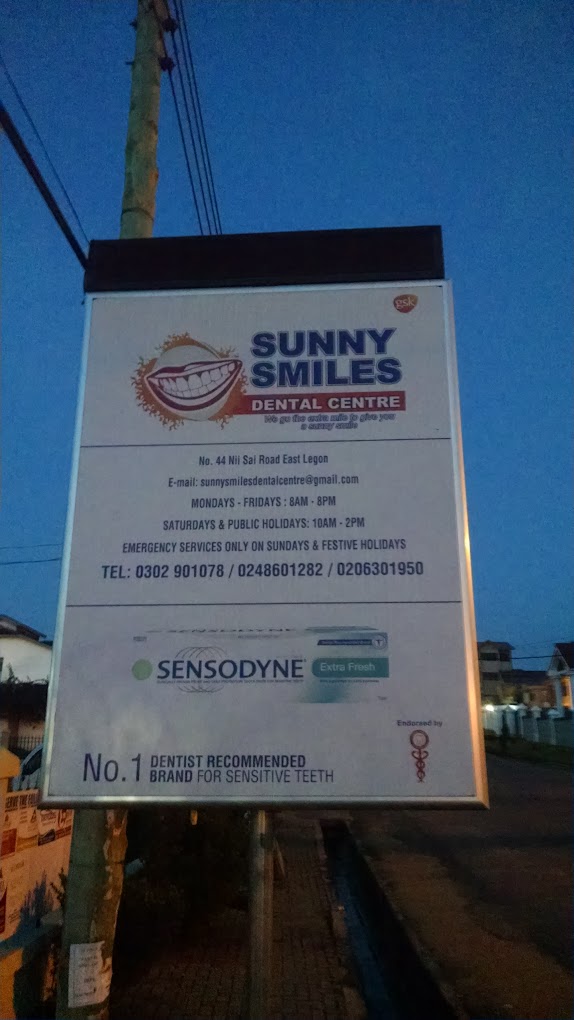 gsk
SUNNY
SMILES
DENTAL CENTRE
We go the extra mile to give you
a sunny smile
No. 44 Nii Sai Road East Legon
E-mail: sunnysmilesdentalcentre@gmail.com
MONDAYS - FRIDAYS : 8AM - 8PM
SATURDAYS & PUBLIC HOLIDAYS: 10AM - 2PM
EMERGENCY SERVICES ONLY ON SUNDAYS & FESTIVE HOLIDAYS
TEL: 0302 901078 / 0248601282 / 0206301950
SENSODYNE
SENSODYNE
Extra Fresh
Endorsed by
No.1 DENTIST RECOMMENDED
BRAND FOR SENSITIVE TEETH